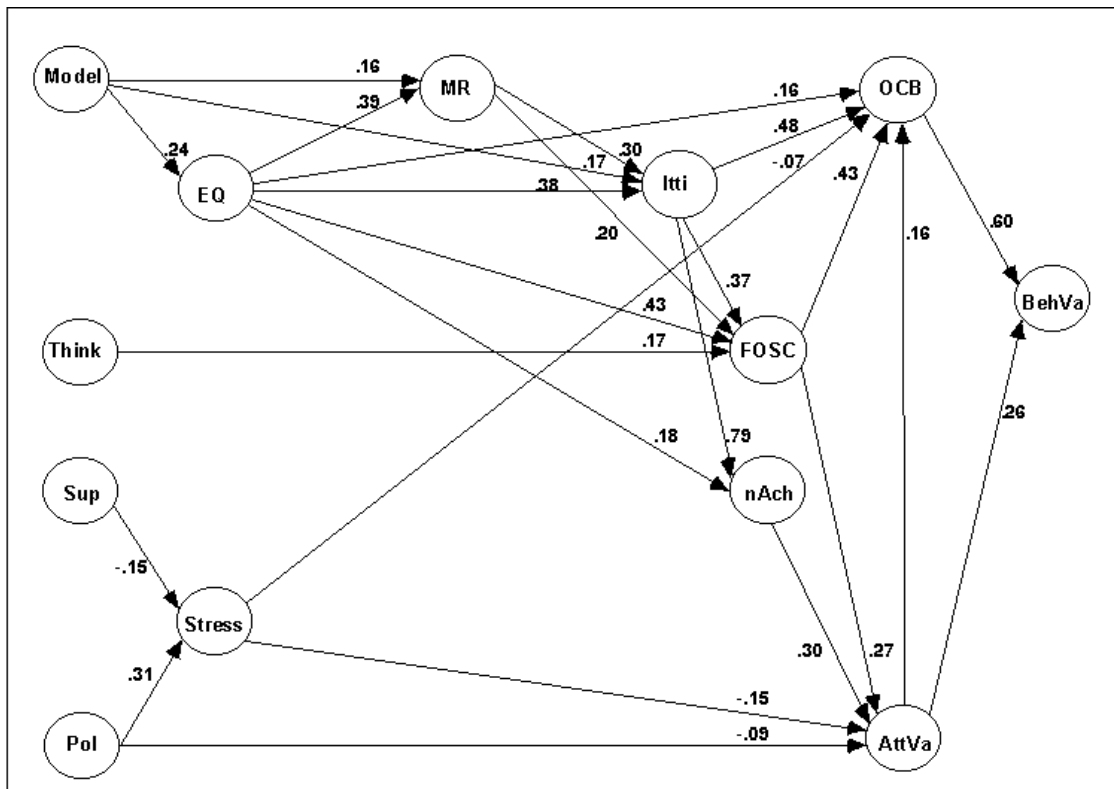 Model
.16
MR
OCB
.39
.16
.24
.48
.30
.17
-.07
EQ
.38
Itti
.43
.20
.16
.60
.37
BehVa
.43
Think
.17
FOSC
.26
.18
.79
Sup
nAch
-.15
Stress
.31
.30
.27
-.15
Pol
-.09
AttVa